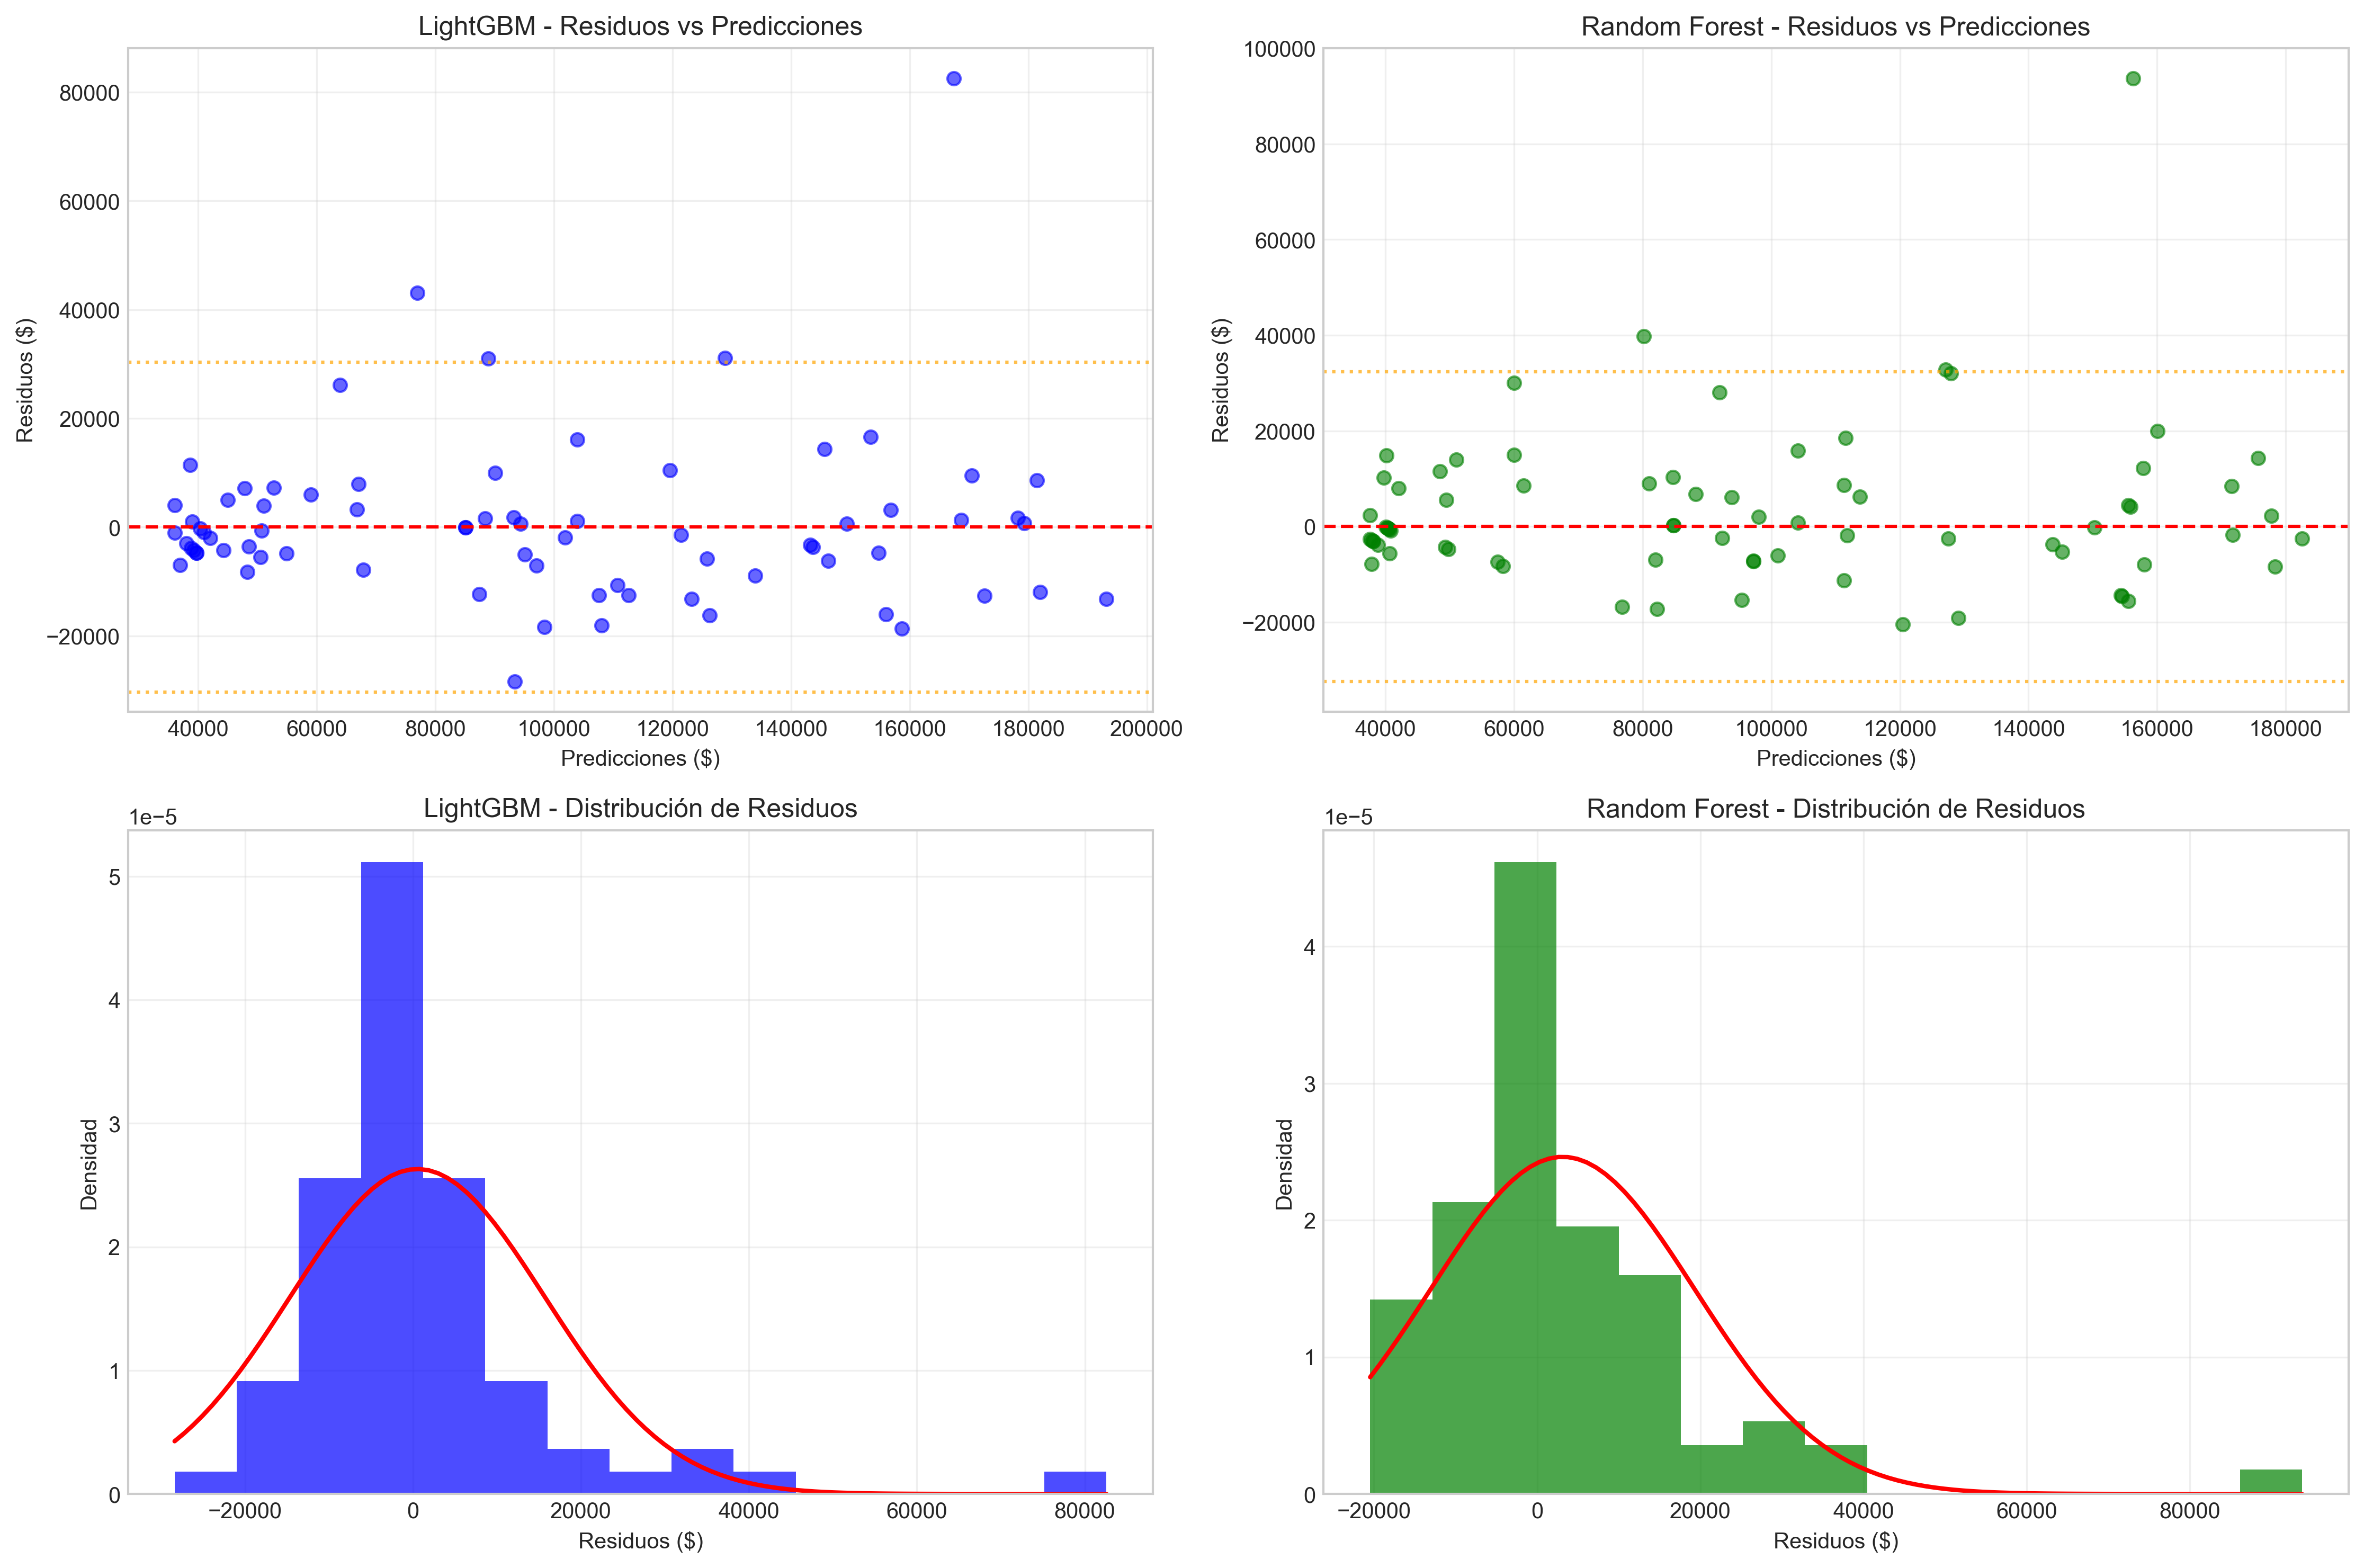 LightGBM - Residuos vs Predicciones
80000
60000
40000
20000
0
−20000
Residuos ($)
40000 60000 80000 100000 120000 140000 160000 180000 200000
Predicciones ($)
Random Forest - Residuos vs Predicciones
100000
80000
60000
40000
20000
0
−20000
Residuos ($)
40000 60000 80000 100000 120000 140000 160000 180000
Predicciones ($)
LightGBM - Distribución de Residuos
1e−5
5
4
3
2
1
0
Densidad
−20000 0 20000 40000 60000 80000
Residuos ($)
Random Forest - Distribución de Residuos
1e−5
4
3
2
1
0
Densidad
−20000 0 20000 40000 60000 80000
Residuos ($)